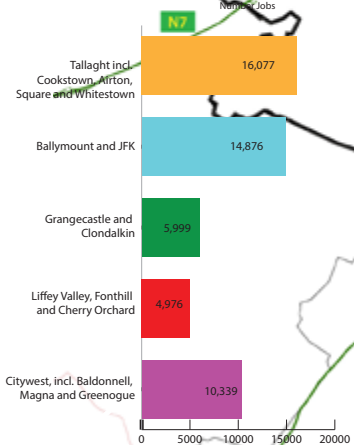 Number Jobs
N7
Tallaght incl.
Cookstown, Airton,
Square and Whitestown
16,077
Ballymount and JFK
14,876
Grangecastle and
Clondalkin
5,999
Liffey Valley, Fonthill
and Cherry Orchard
4,976
Citywest, incl. Baldonnell,
Magna and Greenogue
10,339
0 5000 10000 15000 20000